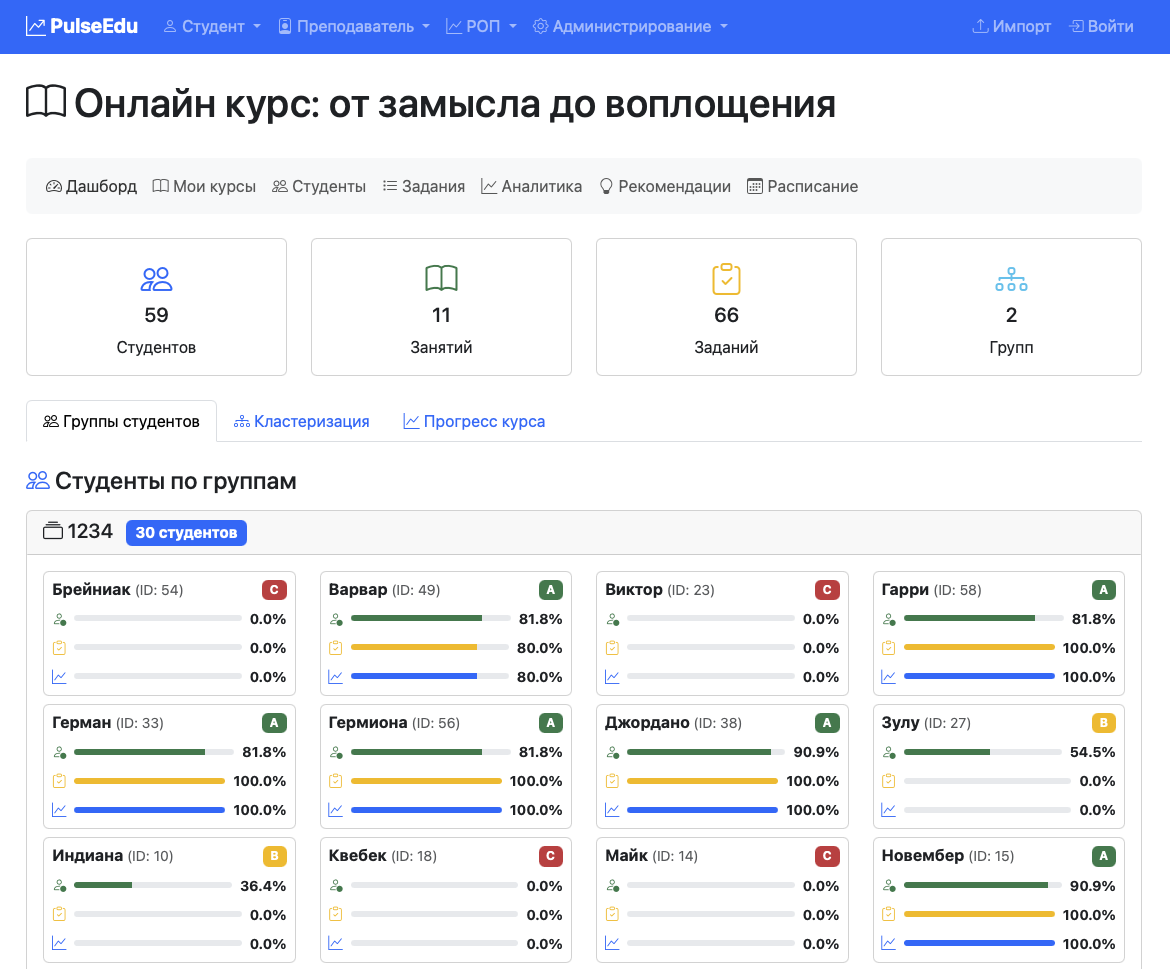 PulseEdu Студент Преподаватель РОП Администрирование Импорт Войти
Онлайн курс: от замысла до воплощения
Дашборд Мои курсы Студенты Задания Аналитика Рекомендации Расписание
59 11 66 2
Студентов Занятий Заданий Групп
Группы студентов Кластеризация Прогресс курса
Студенты по группам
1234 30 студентов
Брейниак (ID: 54) C Варвар (ID: 49) A Виктор (ID: 23) C Гарри (ID: 58) A
0.0% 81.8% 0.0% 81.8%
0.0% 80.0% 0.0% 100.0%
0.0% 80.0% 0.0% 100.0%
Герман (ID: 33) A Гермиона (ID: 56) A Джордано (ID: 38) A Зулу (ID: 27) B
81.8% 81.8% 90.9% 54.5%
100.0% 100.0% 100.0% 0.0%
100.0% 100.0% 100.0% 0.0%
Индиана (ID: 10) B Квебек (ID: 18) C Майк (ID: 14) C Новембер (ID: 15) A
36.4% 0.0% 0.0% 90.9%
0.0% 0.0% 0.0% 100.0%
0.0% 0.0% 0.0% 100.0%